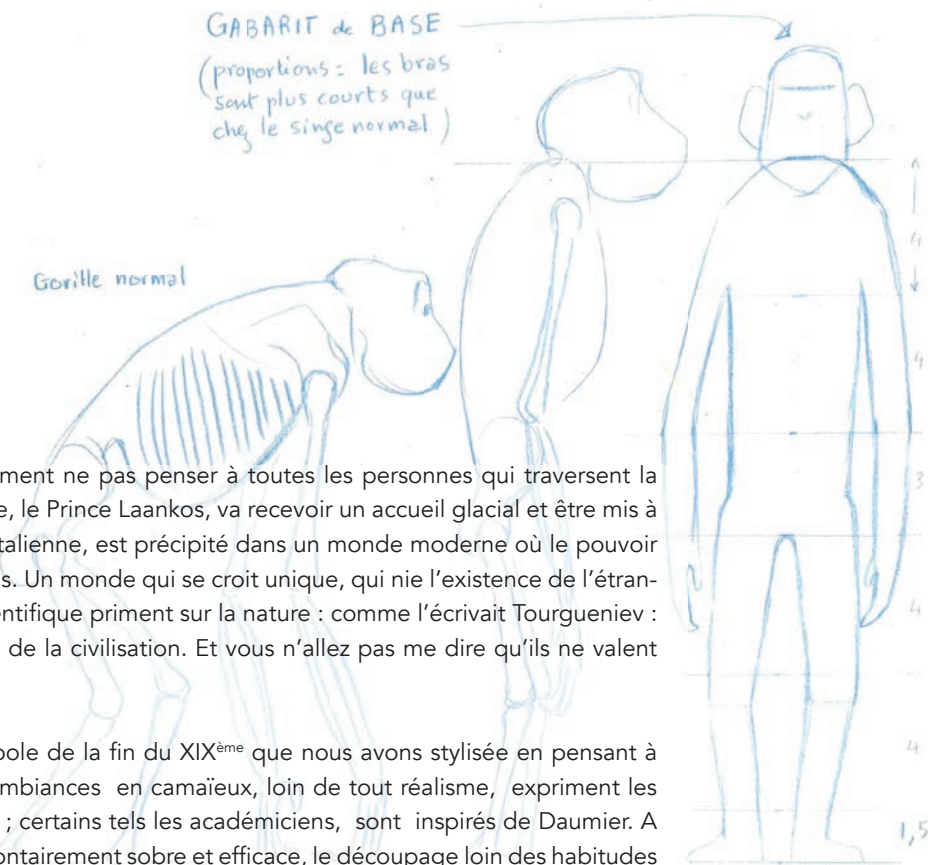 GABARIT de BASE
(proportions : les bras
sont plus courts que
chez le singe normal)
Gorille normal
4
4
3
4
4
1,5
ment ne pas penser à toutes les personnes qui traversent la
e, le Prince Laankos, va recevoir un accueil glacial et être mis à
talienne, est précipité dans un monde moderne où le pouvoir
s. Un monde qui se croit unique, qui nie l’existence de l’étran-
entifique priment sur la nature : comme l’écrivait Tourgueniev :
de la civilisation. Et vous n’allez pas me dire qu’ils ne valent
pole de la fin du XIXème que nous avons stylisée en pensant à
mbiances en camaïeux, loin de tout réalisme, expriment les
; certains tels les académiciens, sont inspirés de Daumier. A
ontairement sobre et efficace, le découpage loin des habitudes